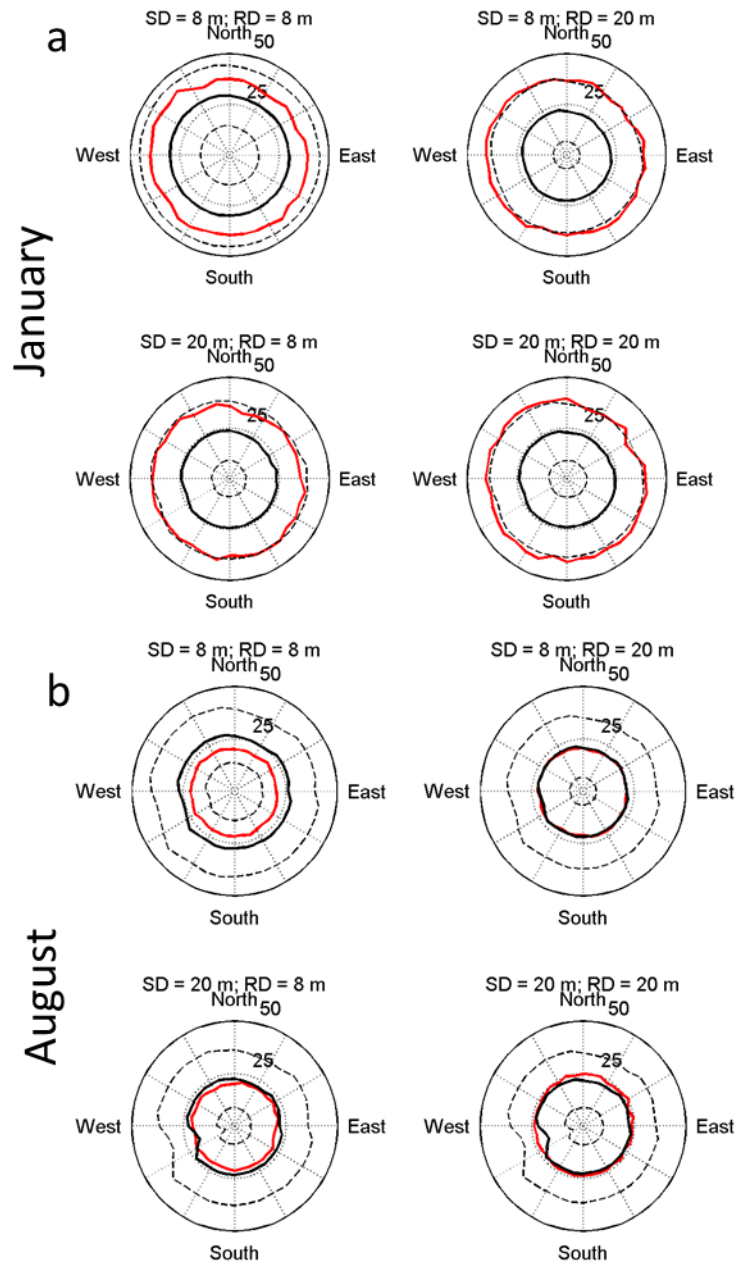 a
January
SD = 8 m; RD = 8 m
North 50
25
West East
South
SD = 8 m; RD = 20 m
North 50
25
West East
South
SD = 20 m; RD = 8 m
North 50
25
West East
South
SD = 20 m; RD = 20 m
North 50
25
West East
South
b
August
SD = 8 m; RD = 8 m
North 50
25
West East
South
SD = 8 m; RD = 20 m
North 50
25
West East
South
SD = 20 m; RD = 8 m
North 50
25
West East
South
SD = 20 m; RD = 20 m
North 50
25
West East
South